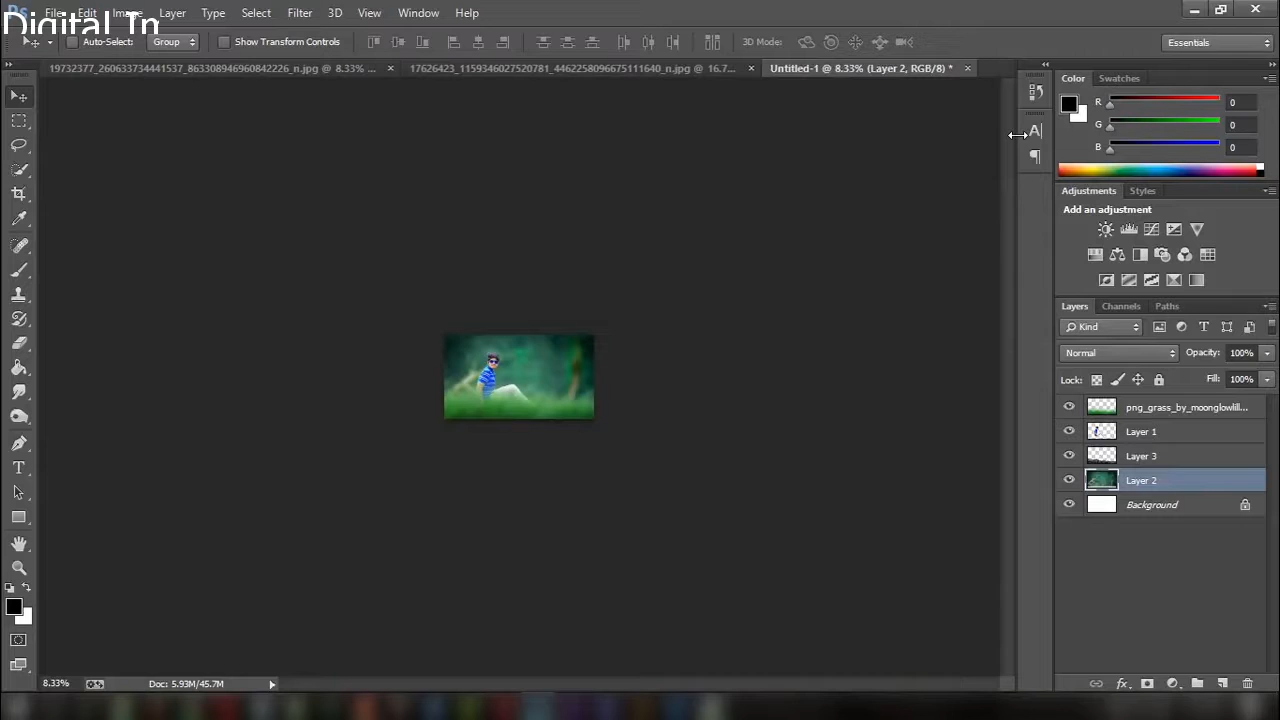 Ps File Edit Image Layer Type Select Filter 3D View Window Help
Digital Tr
Auto-Select: Group Show Transform Controls 3D Mode: Essentials
19732377_260633734441537_863308946960842226_n.jpg @ 8.33% ... × 17626423_1159346027520781_4462258096675111640_n.jpg @ 16.7... × Untitled-1 @ 8.33% (Layer 2, RGB/8) * ×
Color Swatches
R 0
G 0
B 0
Adjustments Styles
Add an adjustment
Layers Channels Paths
Kind
Normal Opacity: 100%
Lock: Fill: 100%
png_grass_by_moonglowlill...
Layer 1
Layer 3
Layer 2
Background
8.33% Doc: 5.93M/45.7M